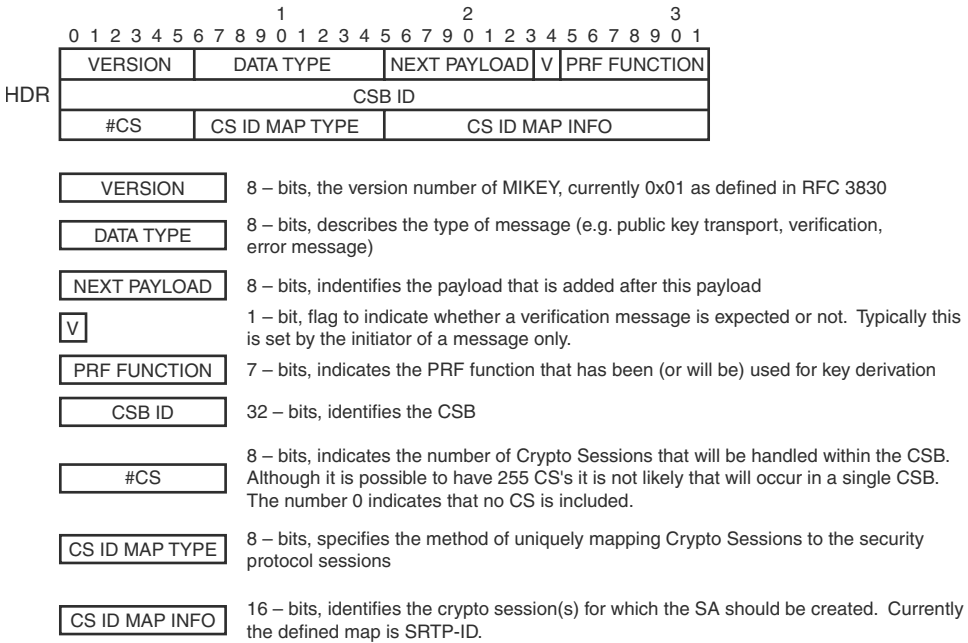 1 2 3
0 1 2 3 4 5 6 7 8 9 0 1 2 3 4 5 6 7 9 0 1 2 3 4 5 6 7 8 9 0 1
VERSION DATA TYPE NEXT PAYLOAD V PRF FUNCTION
HDR CSB ID
#CS CS ID MAP TYPE CS ID MAP INFO
VERSION 8 – bits, the version number of MIKEY, currently 0x01 as defined in RFC 3830
DATA TYPE 8 – bits, describes the type of message (e.g. public key transport, verification,
error message)
NEXT PAYLOAD 8 – bits, indentifies the payload that is added after this payload
V 1 – bit, flag to indicate whether a verification message is expected or not. Typically this
is set by the initiator of a message only.
PRF FUNCTION 7 – bits, indicates the PRF function that has been (or will be) used for key derivation
CSB ID 32 – bits, identifies the CSB
#CS 8 – bits, indicates the number of Crypto Sessions that will be handled within the CSB.
Although it is possible to have 255 CS's it is not likely that will occur in a single CSB.
The number 0 indicates that no CS is included.
CS ID MAP TYPE 8 – bits, specifies the method of uniquely mapping Crypto Sessions to the security
protocol sessions
CS ID MAP INFO 16 – bits, identifies the crypto session(s) for which the SA should be created. Currently
the defined map is SRTP-ID.